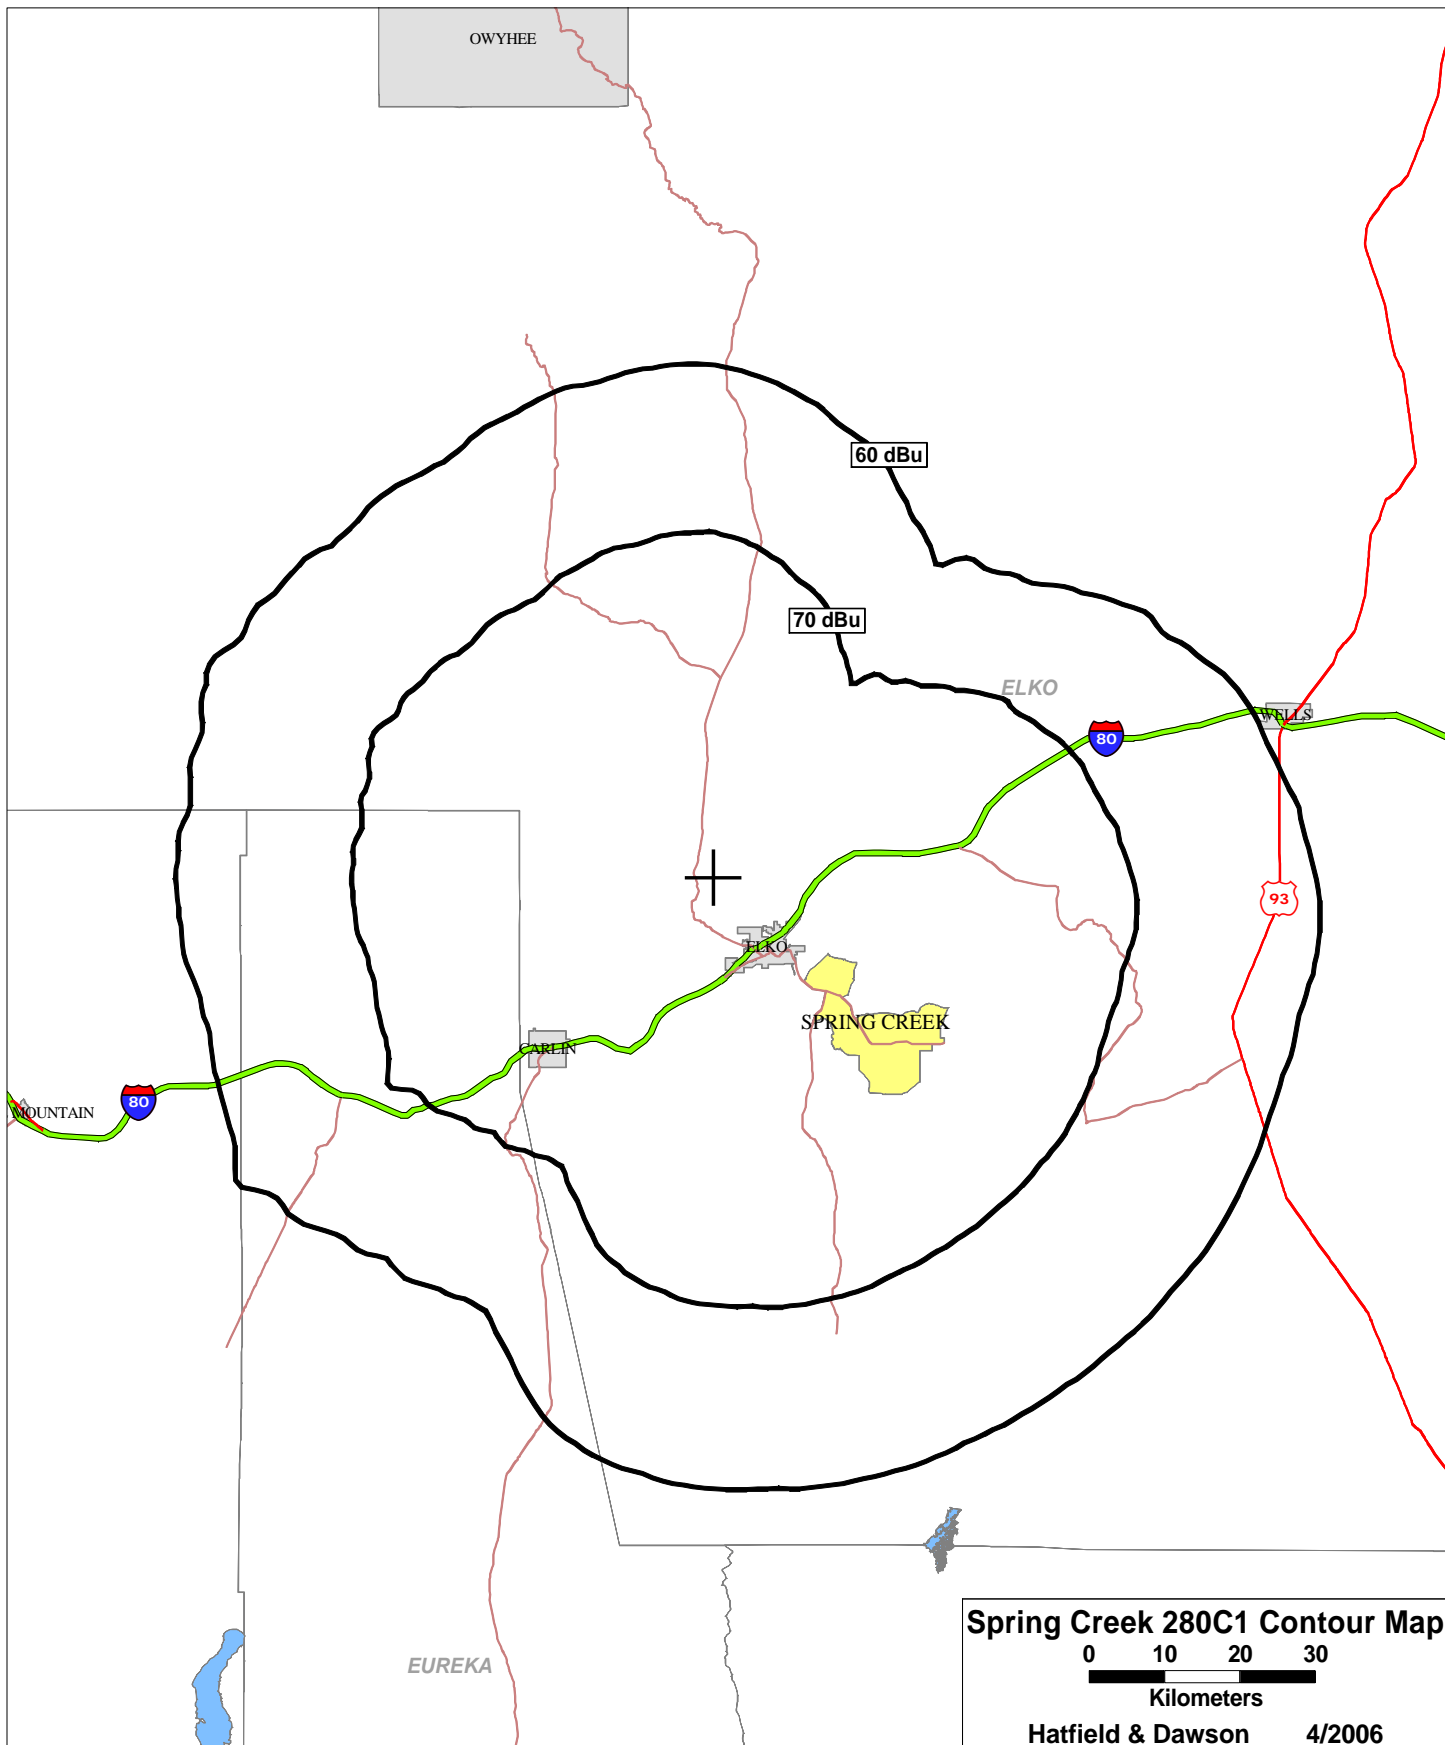 OWYHEE
60 dBu
70 dBu
ELKO
WELLS
80
93
ELKO
SPRING CREEK
CARLIN
80
MOUNTAIN
EUREKA
Spring Creek 280C1 Contour Map
0 10 20 30
Kilometers
Hatfield & Dawson 4/2006